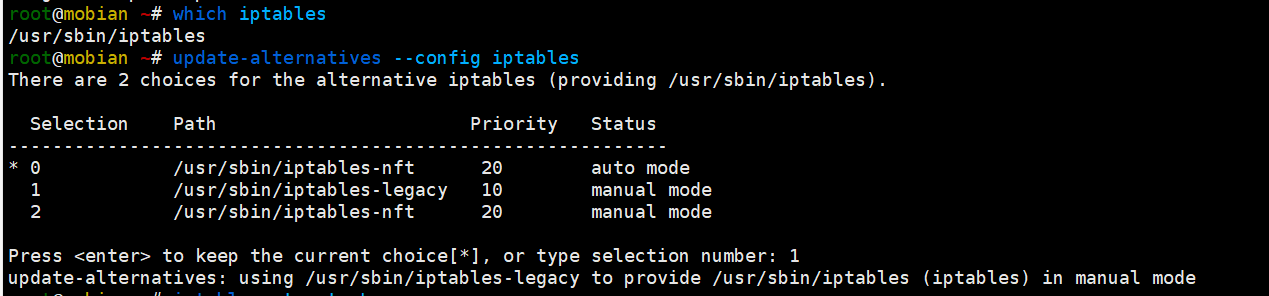 root@mobian ~# which iptables
/usr/sbin/iptables
root@mobian ~# update-alternatives --config iptables
There are 2 choices for the alternative iptables (providing /usr/sbin/iptables).
Selection Path Priority Status
------------------------------------------------------------
* 0 /usr/sbin/iptables-nft 20 auto mode
1 /usr/sbin/iptables-legacy 10 manual mode
2 /usr/sbin/iptables-nft 20 manual mode
Press <enter> to keep the current choice[*], or type selection number: 1
update-alternatives: using /usr/sbin/iptables-legacy to provide /usr/sbin/iptables (iptables) in manual mode
root@mobian ~#